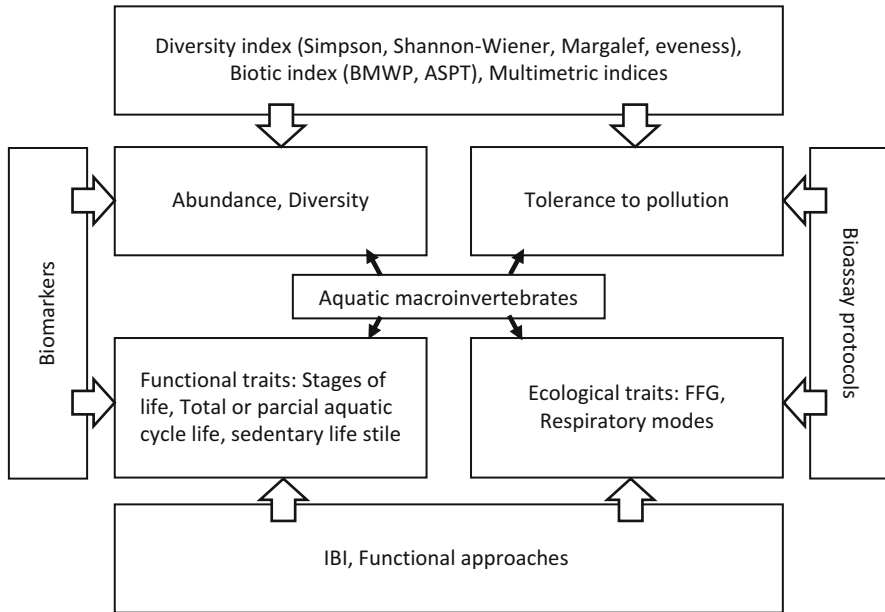 Diversity index (Simpson, Shannon-Wiener, Margalef, eveness),
Biotic index (BMWP, ASPT), Multimetric indices
Biomarkers
Abundance, Diversity
Tolerance to pollution
Bioassay protocols
Aquatic macroinvertebrates
Functional traits: Stages of
life, Total or parcial aquatic
cycle life, sedentary life stile
Ecological traits: FFG,
Respiratory modes
IBI, Functional approaches